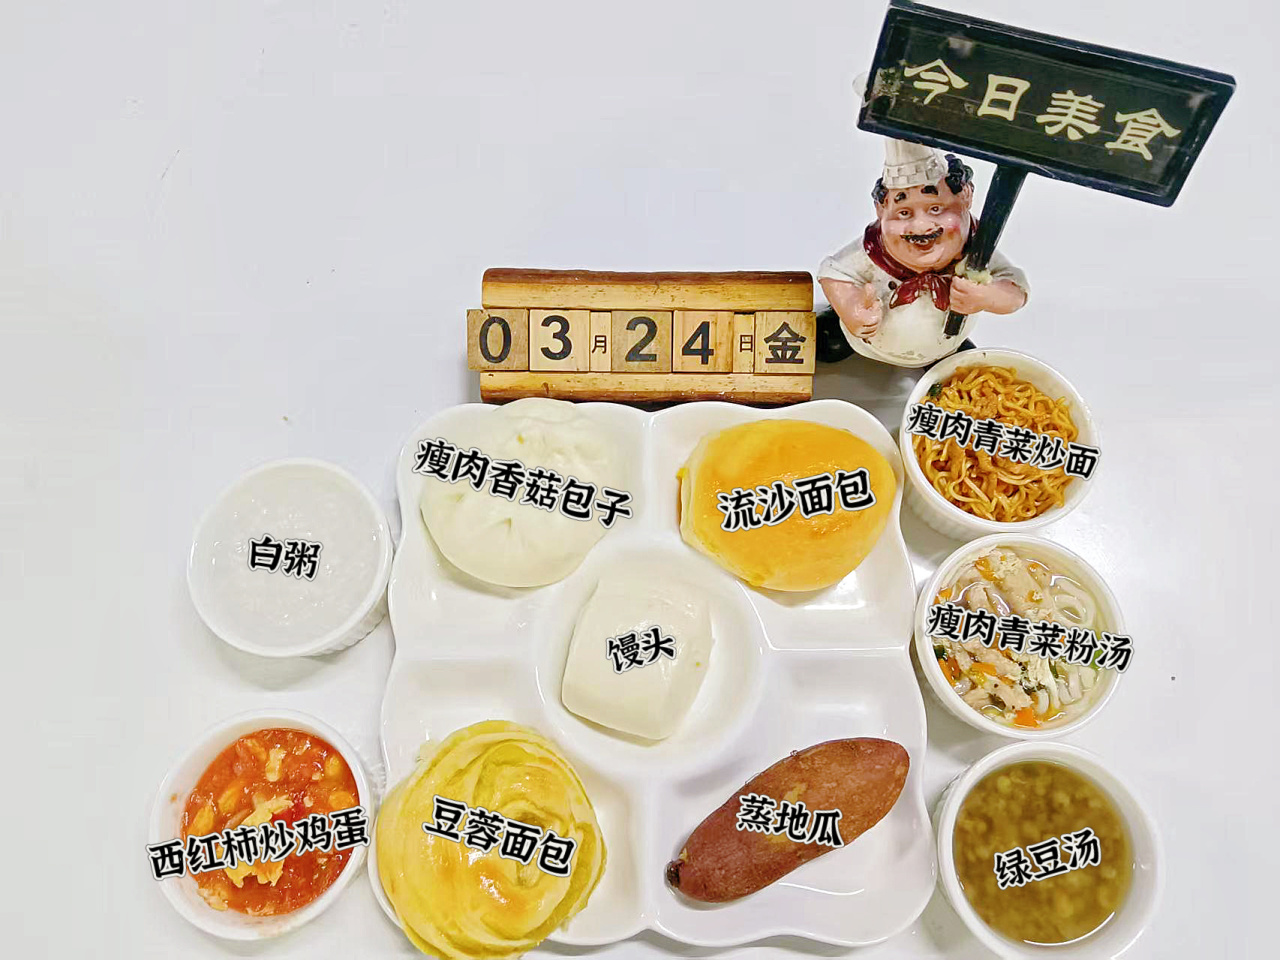 今日美食
03月24日金
瘦肉香菇包子
流沙面包
瘦肉青菜炒面
白粥
馒头
瘦肉青菜粉汤
西红柿炒鸡蛋
豆蓉面包
蒸地瓜
绿豆汤